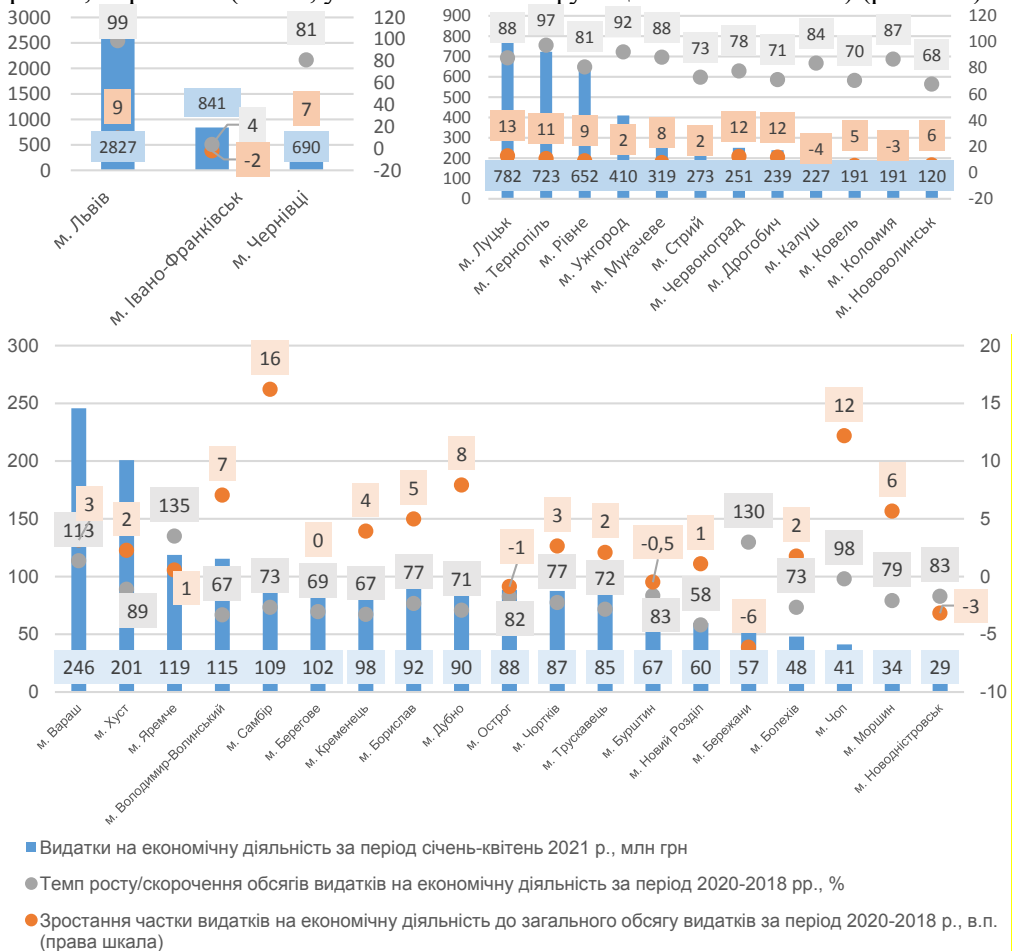 3000
2500
2000
1500
1000
500
0
120
100
80
60
40
20
0
-20
99
81
9
841
4
7
2827
-2
690
м. Львів
м. Івано-Франківськ
м. Чернівці
900
800
700
600
500
400
300
200
100
0
120
100
80
60
40
20
0
-20
88 97 81 92 88 73 78 71 84 70 87 68
13 11 9 2 8 2 12 12 -4 5 -3 6
782 723 652 410 319 273 251 239 227 191 191 120
м. Луцьк
м. Тернопіль
м. Рівне
м. Ужгород
м. Мукачеве
м. Стрий
м. Червоноград
м. Дрогобич
м. Калуш
м. Ковель
м. Коломия
м. Нововолинськ
300
250
200
150
100
50
0
20
15
10
5
0
-5
-10
3 2 1 7 16 0 4 5 8 -1 3 2 -0,5 1 -6 2 12 6 -3
113 89 135 67 73 69 67 77 71 82 77 72 83 58 130 73 98 79 83
246 201 119 115 109 102 98 92 90 88 87 85 67 60 57 48 41 34 29
м. Вараш
м. Хуст
м. Яремче
м. Володимир-Волинський
м. Самбір
м. Берегове
м. Кременець
м. Борислав
м. Дубно
м. Острог
м. Чортків
м. Трускавець
м. Бурштин
м. Новий Розділ
м. Бережани
м. Болехів
м. Чоп
м. Моршин
м. Новодністровськ
Видатки на економічну діяльність за період січень-квітень 2021 р., млн грн
Темп росту/скорочення обсягів видатків на економічну діяльність за період 2020-2018 рр., %
Зростання частки видатків на економічну діяльність до загального обсягу видатків за період 2020-2018 р., в.п.
(права шкала)